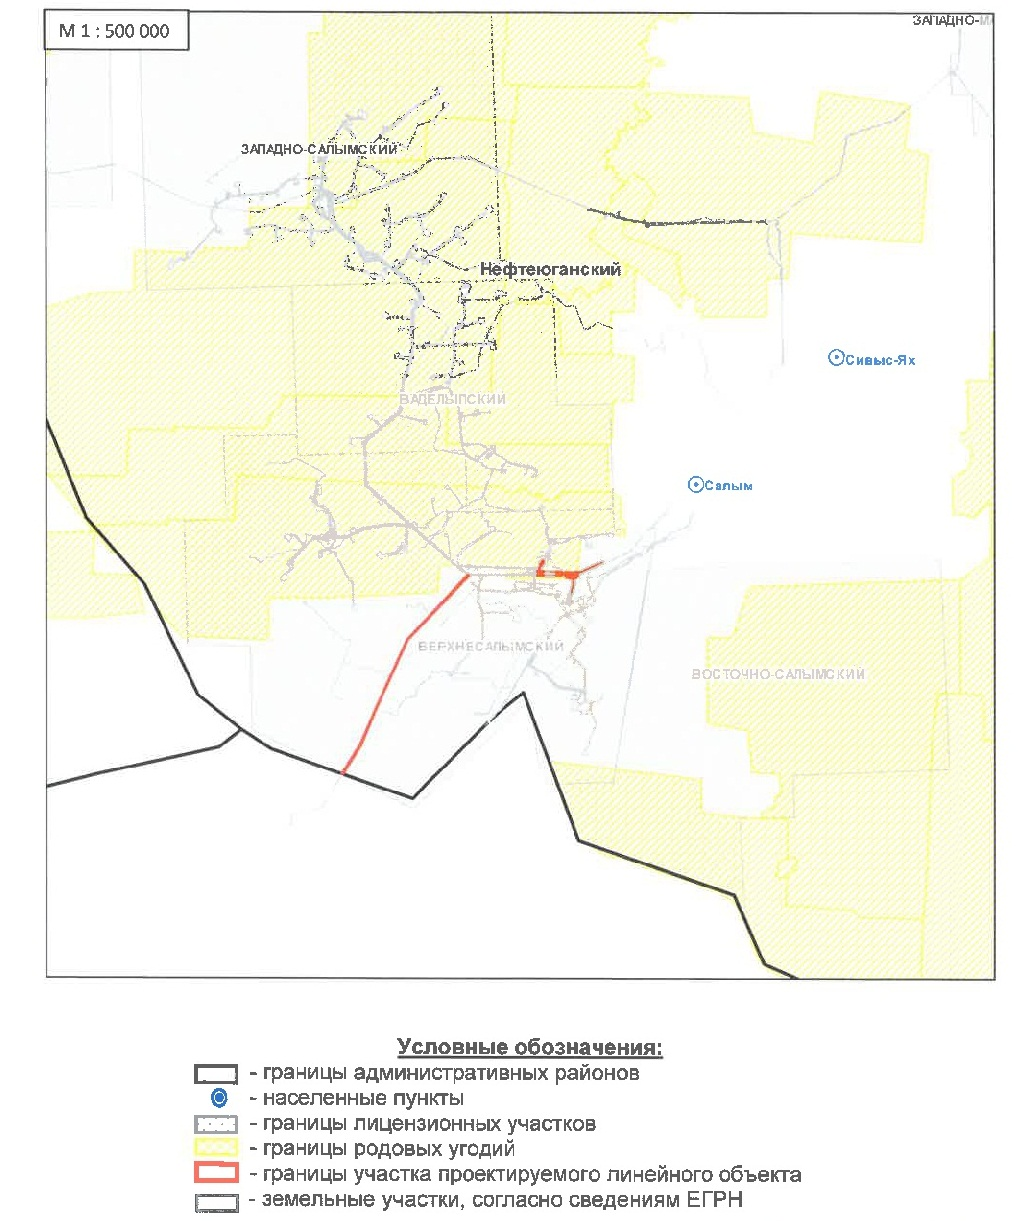 М 1 : 500 000
ЗАПАДНО-
ЗАПАДНО-САЛЫМСКИЙ
Нефтеюганский
Сивыс-Ях
ВАДЕЛЫПСКИЙ
Салым
ВЕРХНЕСАЛЫМСКИЙ
ВОСТОЧНО-САЛЫМСКИЙ
Условные обозначения:
- границы административных районов
- населенные пункты
- границы лицензионных участков
- границы родовых угодий
- границы участка проектируемого линейного объекта
- земельные участки, согласно сведениям ЕГРН